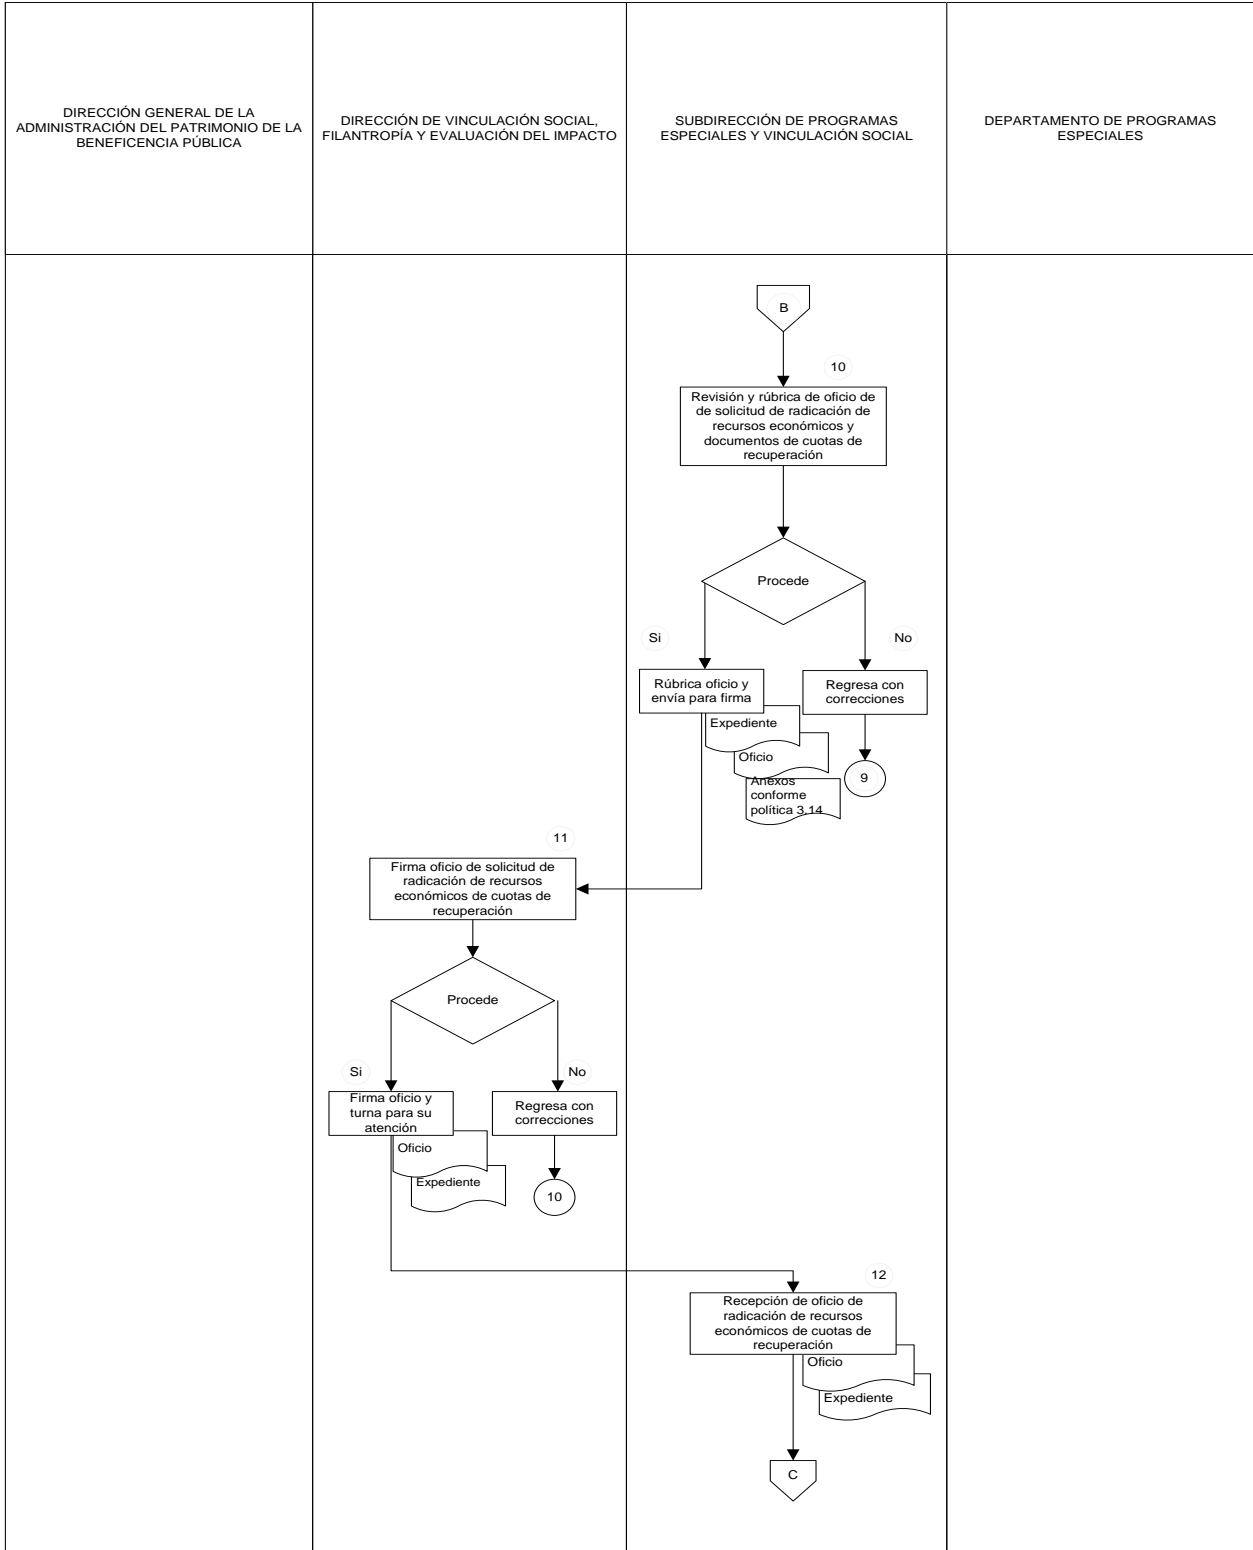 DIRECCIÓN GENERAL DE LA
ADMINISTRACIÓN DEL PATRIMONIO DE LA
BENEFICENCIA PÚBLICA
DIRECCIÓN DE VINCULACIÓN SOCIAL,
FILANTROPÍA Y EVALUACIÓN DEL IMPACTO
SUBDIRECCIÓN DE PROGRAMAS
ESPECIALES Y VINCULACIÓN SOCIAL
DEPARTAMENTO DE PROGRAMAS
ESPECIALES
B
10
Revisión y rúbrica de oficio de
de solicitud de radicación de
recursos económicos y
documentos de cuotas de
recuperación
Procede
Si
No
Rúbrica oficio y
envía para firma
Regresa con
correcciones
Expediente
Oficio
Anexos
conforme
política 3.14
9
11
Firma oficio de solicitud de
radicación de recursos
económicos de cuotas de
recuperación
Procede
Si
No
Firma oficio y
turna para su
atención
Regresa con
correcciones
Oficio
Expediente
10
12
Recepción de oficio de
radicación de recursos
económicos de cuotas de
recuperación
Oficio
Expediente
C